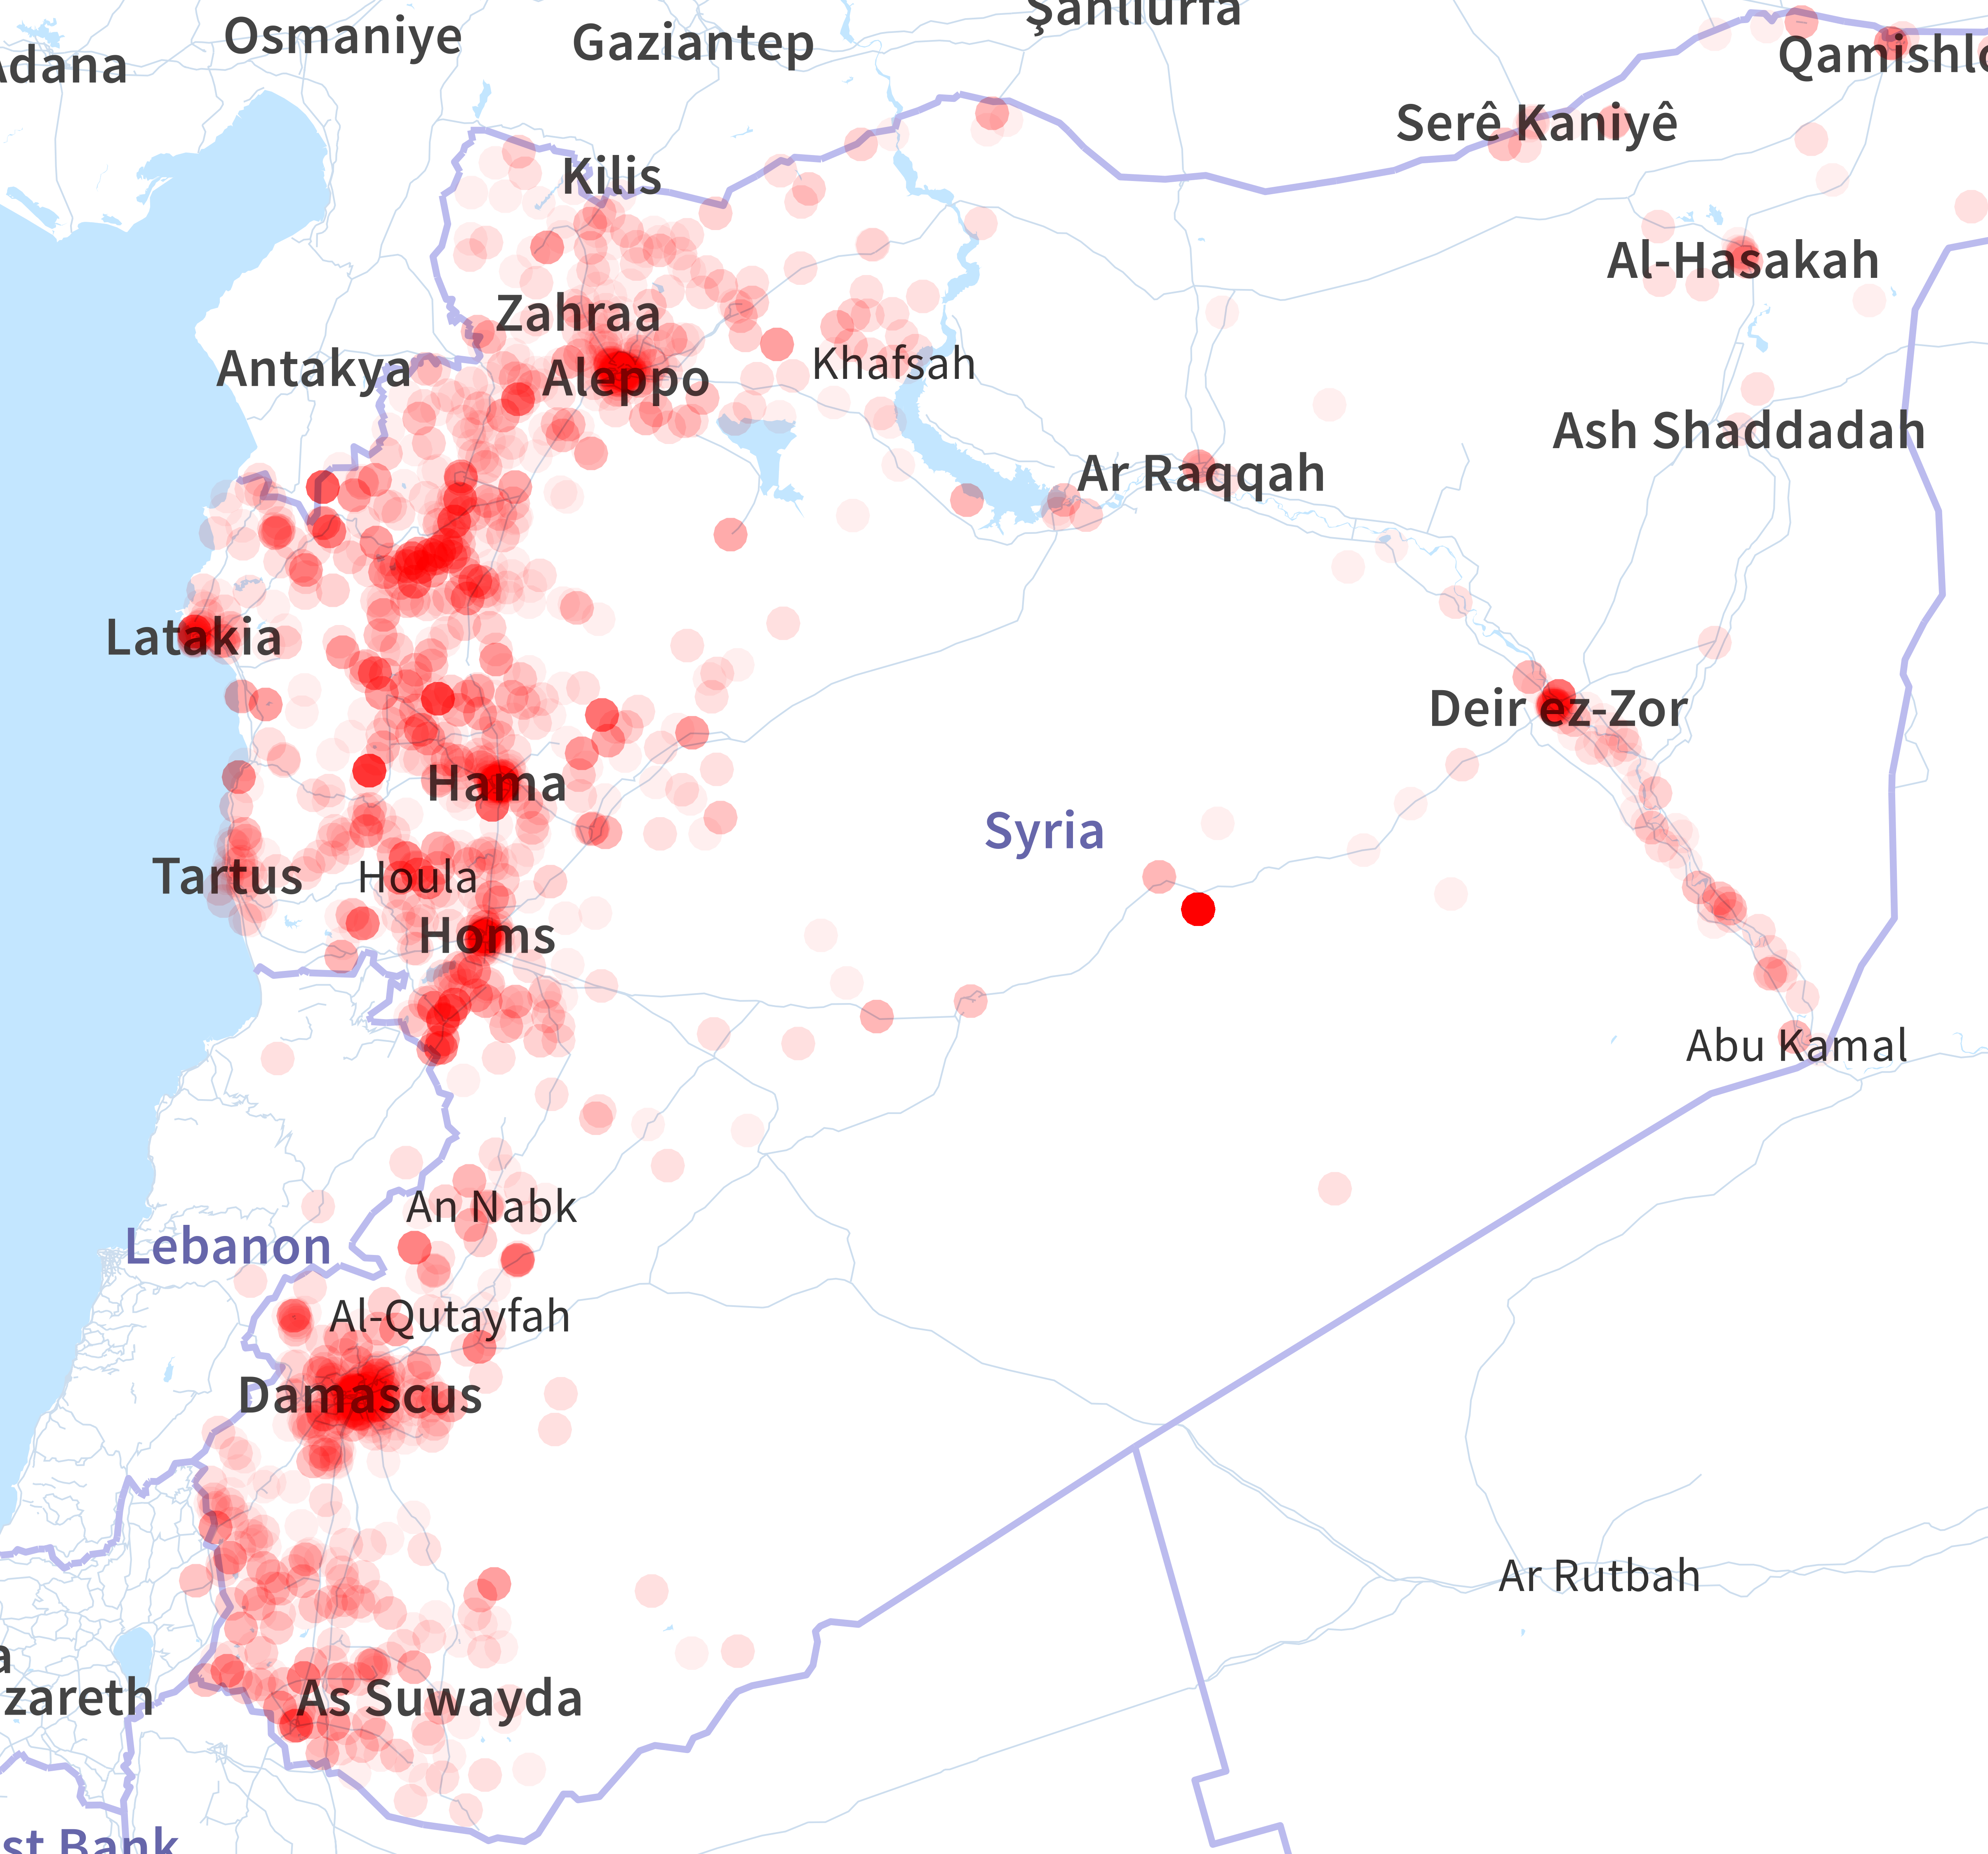 Şanlıurfa
Osmaniye
Gaziantep
Adana
Qamishlo
Serê Kaniyê
Kilis
Al-Hasakah
Zahraa
Antakya
Aleppo
Khafsah
Ash Shaddadah
Ar Raqqah
Latakia
Deir ez-Zor
Hama
Syria
Tartus
Houla
Homs
Abu Kamal
An Nabk
Lebanon
Al-Qutayfah
Damascus
Ar Rutbah
a
zareth
As Suwayda
st Bank